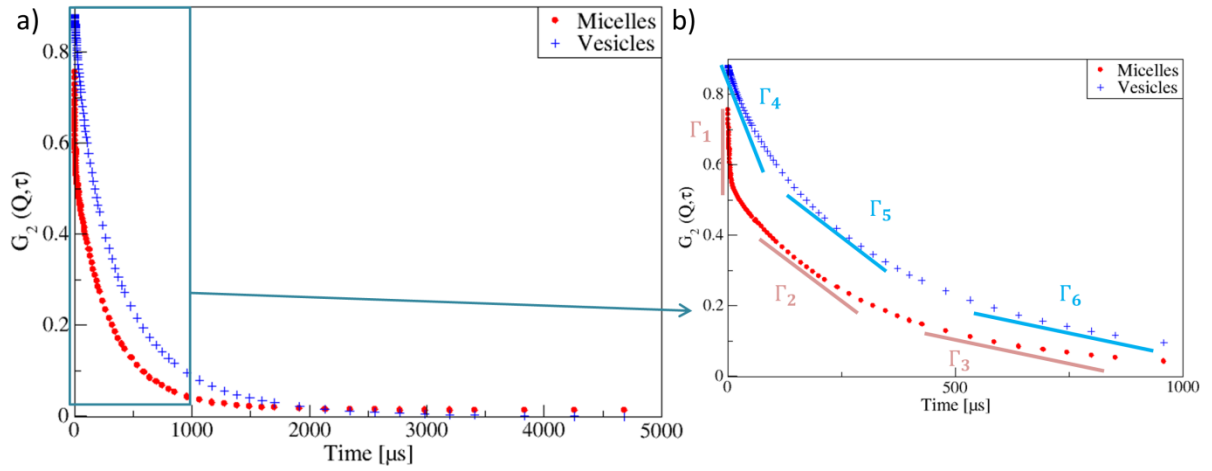 a)
0.8
0.6
0.4
0.2
0
G2 (Q,τ)
Micelles
Vesicles
0
1000
2000
3000
4000
5000
Time [µs]
b)
0.8
0.6
0.4
0.2
0
G2 (Q,τ)
Micelles
Vesicles
Γ1
Γ4
Γ5
Γ2
Γ6
Γ3
0
500
1000
Time [µs]